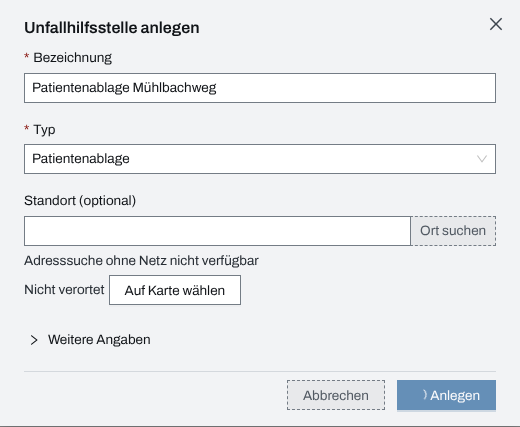 Unfallhilfsstelle anlegen
* Bezeichnung
Patientenablage Mühlbachweg
* Typ
Patientenablage
Standort (optional)
Ort suchen
Adresssuche ohne Netz nicht verfügbar
Nicht verortet Auf Karte wählen
Weitere Angaben
Abbrechen Anlegen